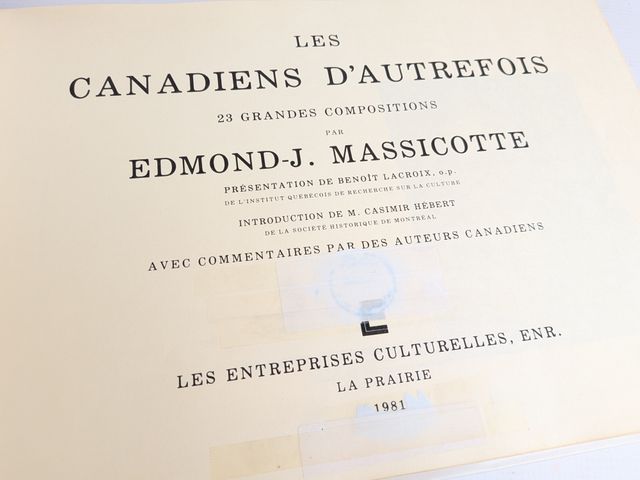 LES
CANADIENS D'AUTREFOIS
23 GRANDES COMPOSITIONS
PAR
EDMOND-J. MASSICOTTE
PRÉSENTATION DE BENOÎT LACROIX, o.p.
DE L'INSTITUT QUÉBECOIS DE RECHERCHE SUR LA CULTURE
INTRODUCTION DE M. CASIMIR HÉBERT
DE LA SOCIÉTÉ HISTORIQUE DE MONTRÉAL
AVEC COMMENTAIRES PAR DES AUTEURS CANADIENS
LES ENTREPRISES CULTURELLES, ENR.
LA PRAIRIE
1981